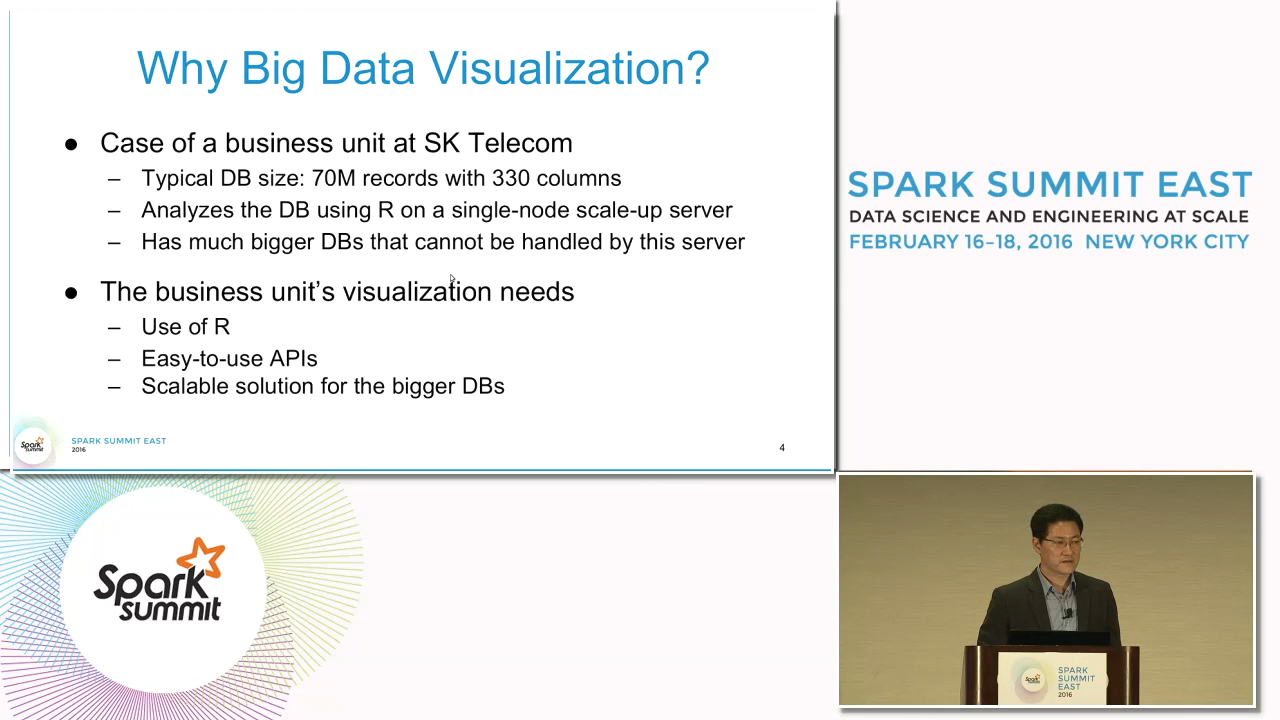 Why Big Data Visualization?
● Case of a business unit at SK Telecom
– Typical DB size: 70M records with 330 columns
– Analyzes the DB using R on a single-node scale-up server
– Has much bigger DBs that cannot be handled by this server
● The business unit's visualization needs
– Use of R
– Easy-to-use APIs
– Scalable solution for the bigger DBs
Spark
summit
SPARK SUMMIT EAST
2016
4
SPARK SUMMIT EAST
DATA SCIENCE AND ENGINEERING AT SCALE
FEBRUARY 16–18, 2016 NEW YORK CITY
Spark
summit
Spark
summit
SPARK
SUMMIT
EAST
2016